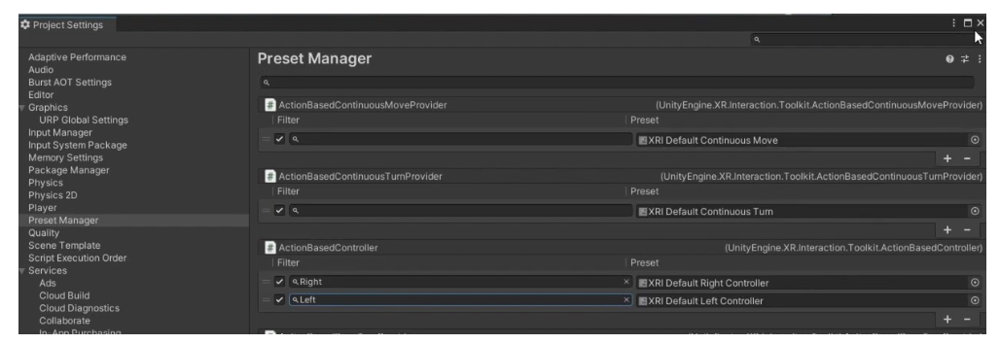 Project Settings
Adaptive Performance
Audio
Burst AOT Settings
Editor
Graphics
URP Global Settings
Input Manager
Input System Package
Memory Settings
Package Manager
Physics
Physics 2D
Player
Preset Manager
Quality
Scene Template
Script Execution Order
Services
Ads
Cloud Build
Cloud Diagnostics
Collaborate
In-App Purchasing
Preset Manager
ActionBasedContinuousMoveProvider (UnityEngine.XR.Interaction.Toolkit.ActionBasedContinuousMoveProvider)
Filter Preset
XRI Default Continuous Move
ActionBasedContinuousTurnProvider (UnityEngine.XR.Interaction.Toolkit.ActionBasedContinuousTurnProvider)
Filter Preset
XRI Default Continuous Turn
ActionBasedController (UnityEngine.XR.Interaction.Toolkit.ActionBasedController)
Filter Preset
Right XRI Default Right Controller
Left XRI Default Left Controller